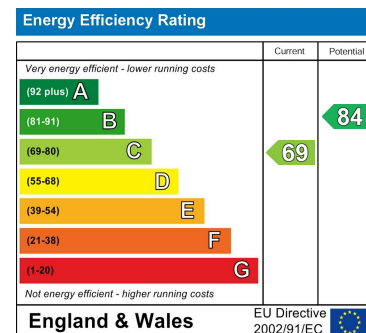 Energy Efficiency Rating
Current Potential
Very energy efficient - lower running costs
(92 plus) A
(81-91) B
84
(69-80) C
69
(55-68) D
(39-54) E
(21-38) F
(1-20) G
Not energy efficient - higher running costs
England & Wales
EU Directive
2002/91/EC